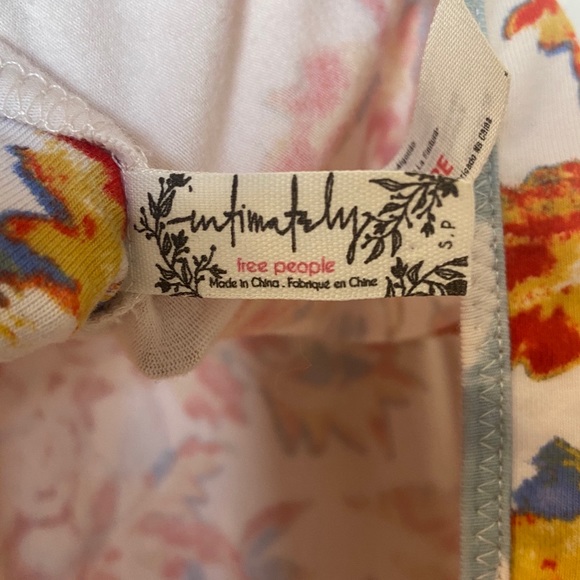 intimately
free people
Made in China . Fabriqué en Chine
S.P